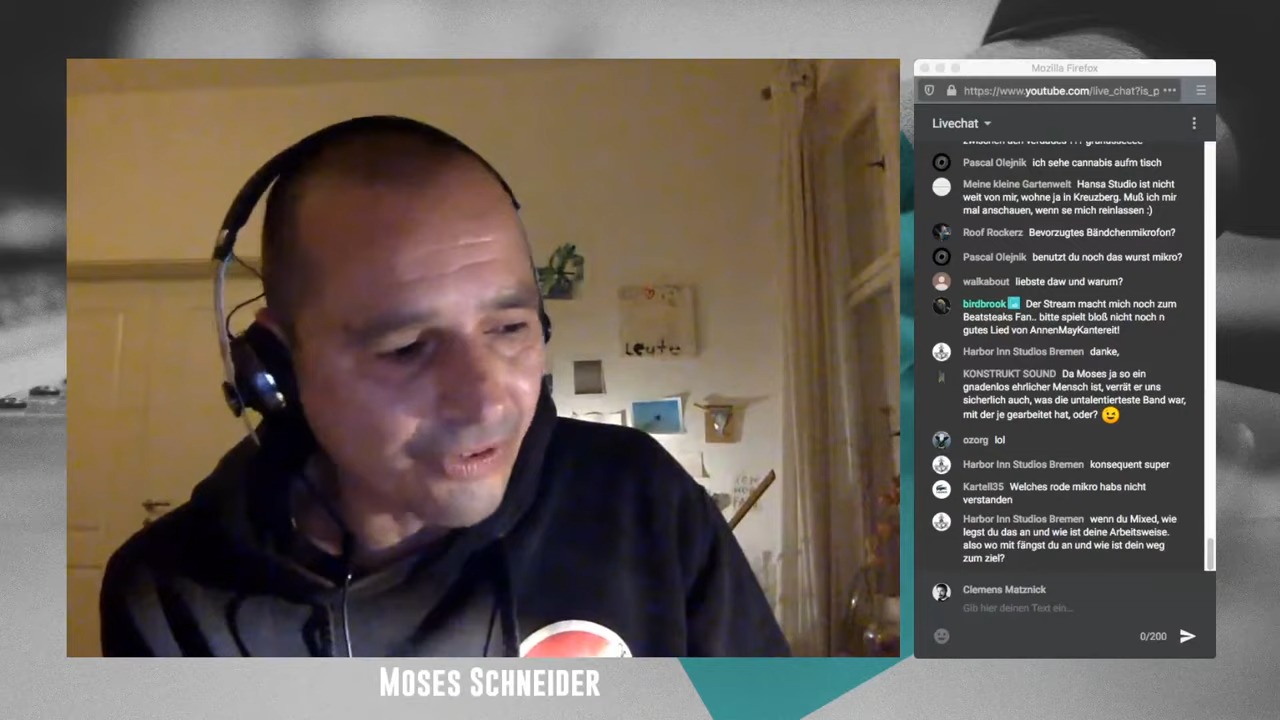 Mozilla Firefox
https://www.youtube.com/live_chat?is_p
Livechat
Pascal Olejnik ich sehe cannabis aufm tisch
Meine kleine Gartenwelt Hansa Studio ist nicht
weit von mir, wohne ja in Kreuzberg. Muß ich mir
mal anschauen, wenn se mich reinlassen :)
Roof Rockerz Bevorzugtes Bändchenmikrofon?
Pascal Olejnik benutzt du noch das wurst mikro?
walkabout liebste daw und warum?
birdbrook Der Stream macht mich noch zum
Beatsteaks Fan.. bitte spielt bloß nicht noch n
gutes Lied von AnnenMayKantereit!
Harbor Inn Studios Bremen danke,
KONSTRUKT SOUND Da Moses ja so ein
gnadenlos ehrlicher Mensch ist, verrät er uns
sicherlich auch, was die untalentierteste Band war,
mit der je gearbeitet hat, oder? 😉
ozorg lol
Harbor Inn Studios Bremen konsequent super
Kartell35 Welches rode mikro habs nicht
verstanden
Harbor Inn Studios Bremen wenn du Mixed, wie
legst du das an und wie ist deine Arbeitsweise.
also wo mit fängst du an und wie ist dein weg
zum ziel?
Clemens Matznick
Gib hier deinen Text ein...
0/200
Leute
MOSES SCHNEIDER